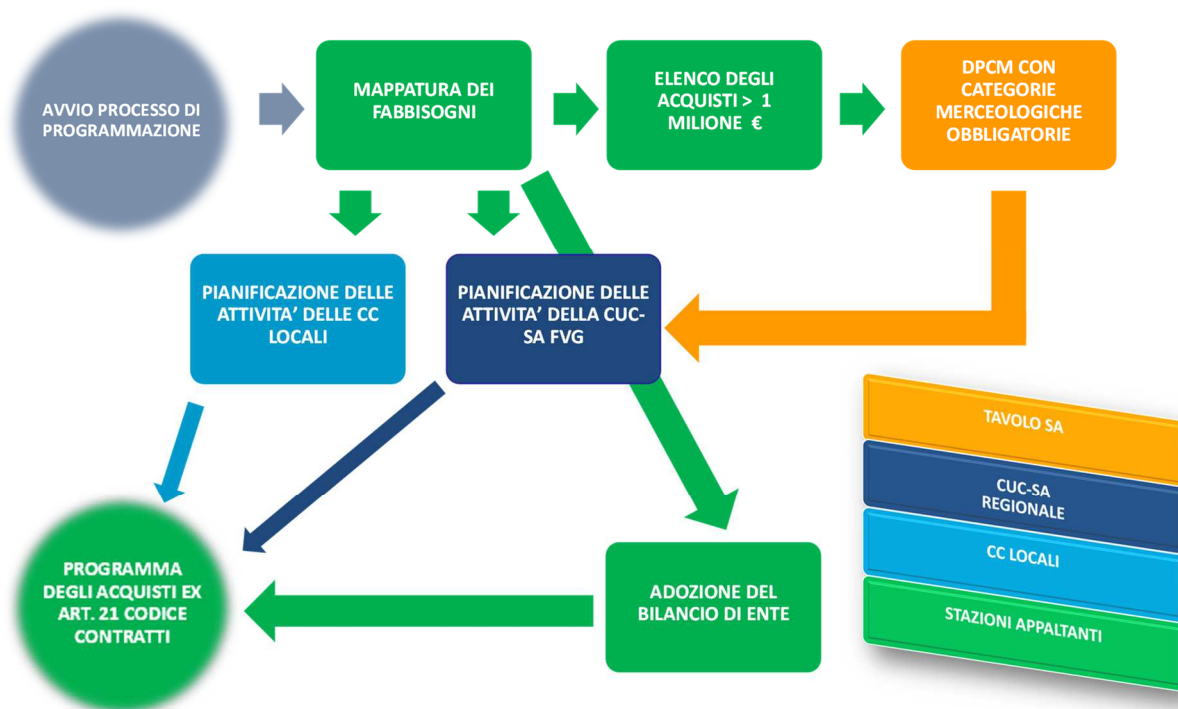 AVVIO PROCESSO DI
PROGRAMMAZIONE
MAPPATURA DEI
FABBISOGNI
ELENCO DEGLI
ACQUISTI > 1
MILIONE €
DPCM CON
CATEGORIE
MERCEOLOGICHE
OBBLIGATORIE
PIANIFICAZIONE DELLE
ATTIVITA’ DELLE CC
LOCALI
PIANIFICAZIONE DELLE
ATTIVITA’ DELLA CUC-
SA FVG
TAVOLO SA
CUC-SA
REGIONALE
CC LOCALI
STAZIONI APPALTANTI
PROGRAMMA
DEGLI ACQUISTI EX
ART. 21 CODICE
CONTRATTI
ADOZIONE DEL
BILANCIO DI ENTE